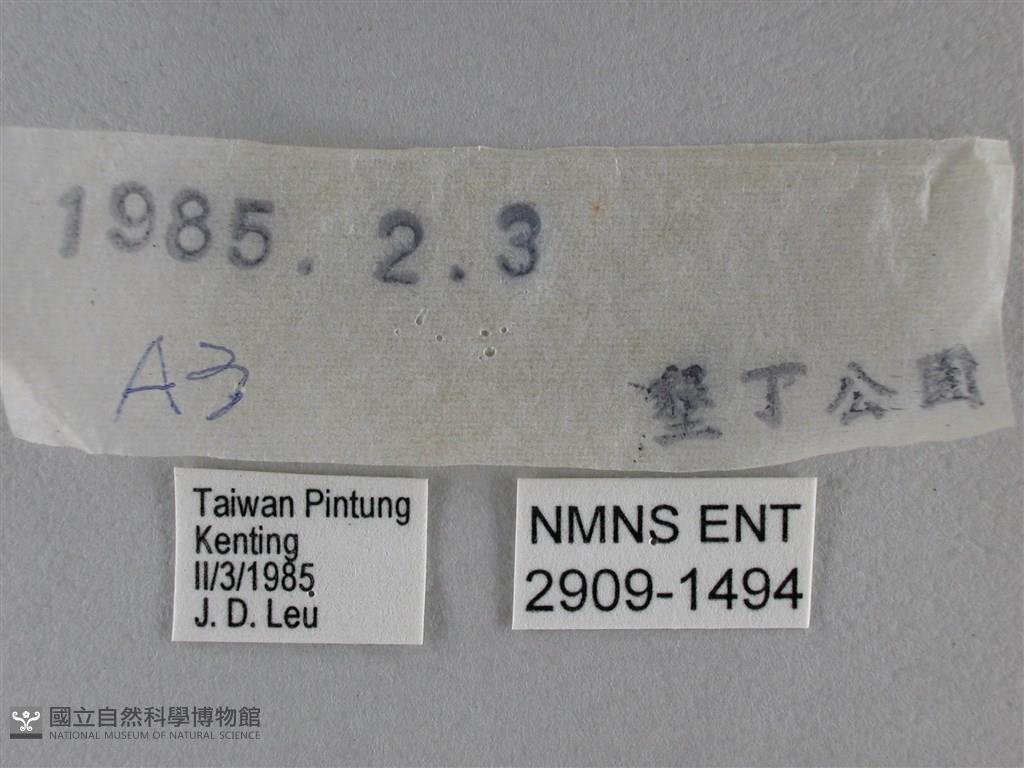 1985. 2.3
A3
墾丁公園
Taiwan Pintung
Kenting
II/3/1985
J. D. Leu
NMNS ENT
2909-1494
國立自然科學博物館
NATIONAL MUSEUM OF NATURAL SCIENCE